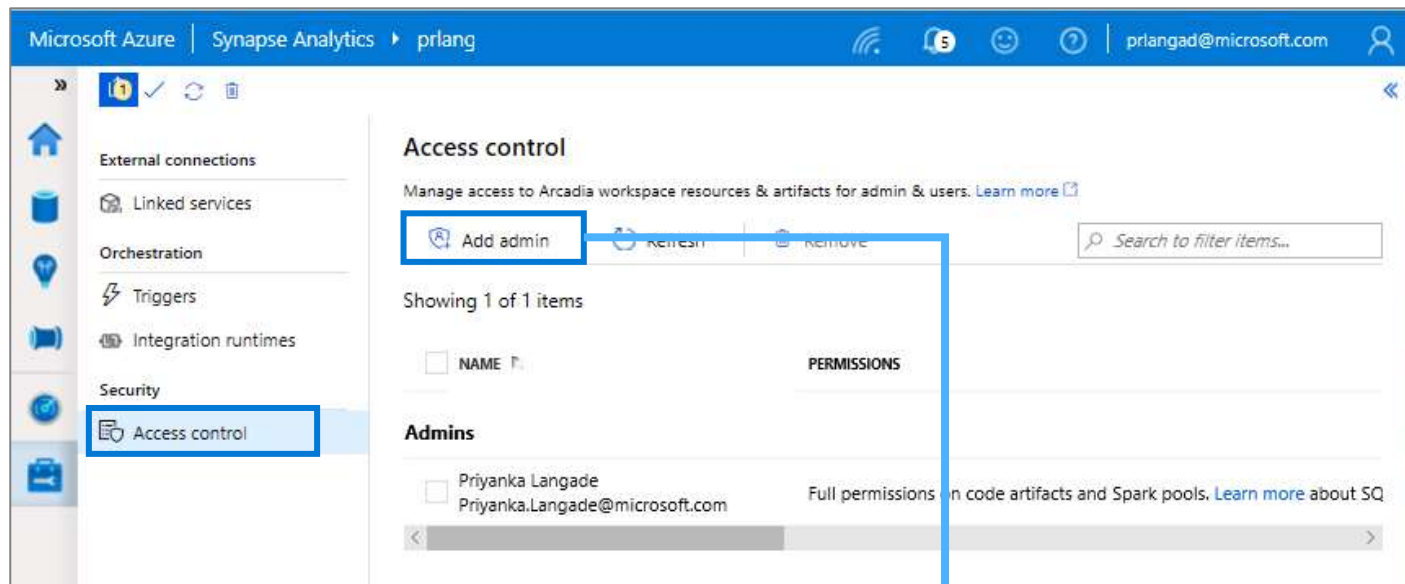 Microsoft Azure | Synapse Analytics ▸ prlang 5 prlangad@microsoft.com
» 1 «
Access control
External connections
Manage access to Arcadia workspace resources & artifacts for admin & users. Learn more
Linked services
Add admin Refresh Remove Search to filter items...
Orchestration
Triggers
Showing 1 of 1 items
Integration runtimes
NAME PERMISSIONS
Security
Access control
Admins
Priyanka Langade
Priyanka.Langade@microsoft.com
Full permissions on code artifacts and Spark pools. Learn more about SQ